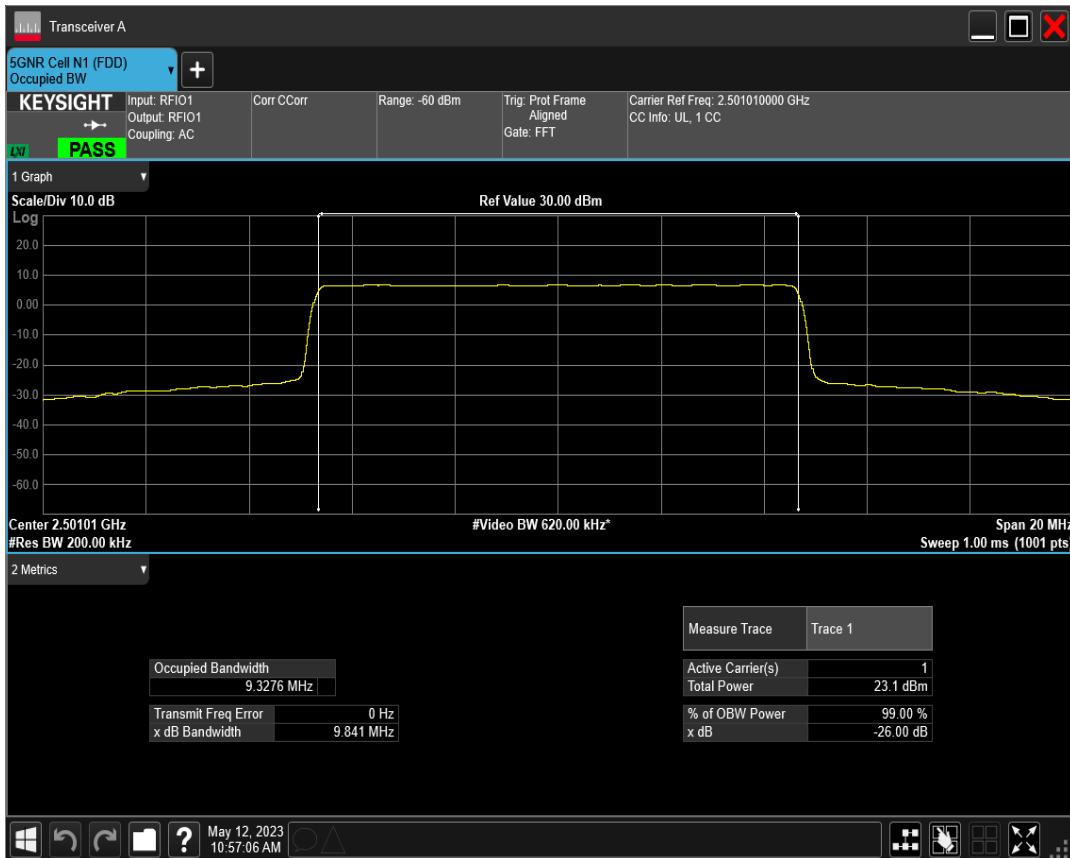 Transceiver A
5GNR Cell N1 (FDD)
Occupied BW
+
KEYSIGHT
LXI
PASS
Input: RFIO1
Output: RFIO1
Coupling: AC
Corr CCorr
Range: -60 dBm
Trig: Prot Frame
Aligned
Gate: FFT
Carrier Ref Freq: 2.501010000 GHz
CC Info: UL, 1 CC
1 Graph
Scale/Div 10.0 dB
Ref Value 30.00 dBm
Log
20.0
10.0
0.00
-10.0
-20.0
-30.0
-40.0
-50.0
-60.0
Center 2.50101 GHz
#Video BW 620.00 kHz*
Span 20 MHz
#Res BW 200.00 kHz
Sweep 1.00 ms (1001 pts)
2 Metrics
Measure Trace Trace 1
Occupied Bandwidth
9.3276 MHz
Active Carrier(s) 1
Total Power 23.1 dBm
Transmit Freq Error 0 Hz
x dB Bandwidth 9.841 MHz
% of OBW Power 99.00 %
x dB -26.00 dB
?
May 12, 2023
10:57:06 AM